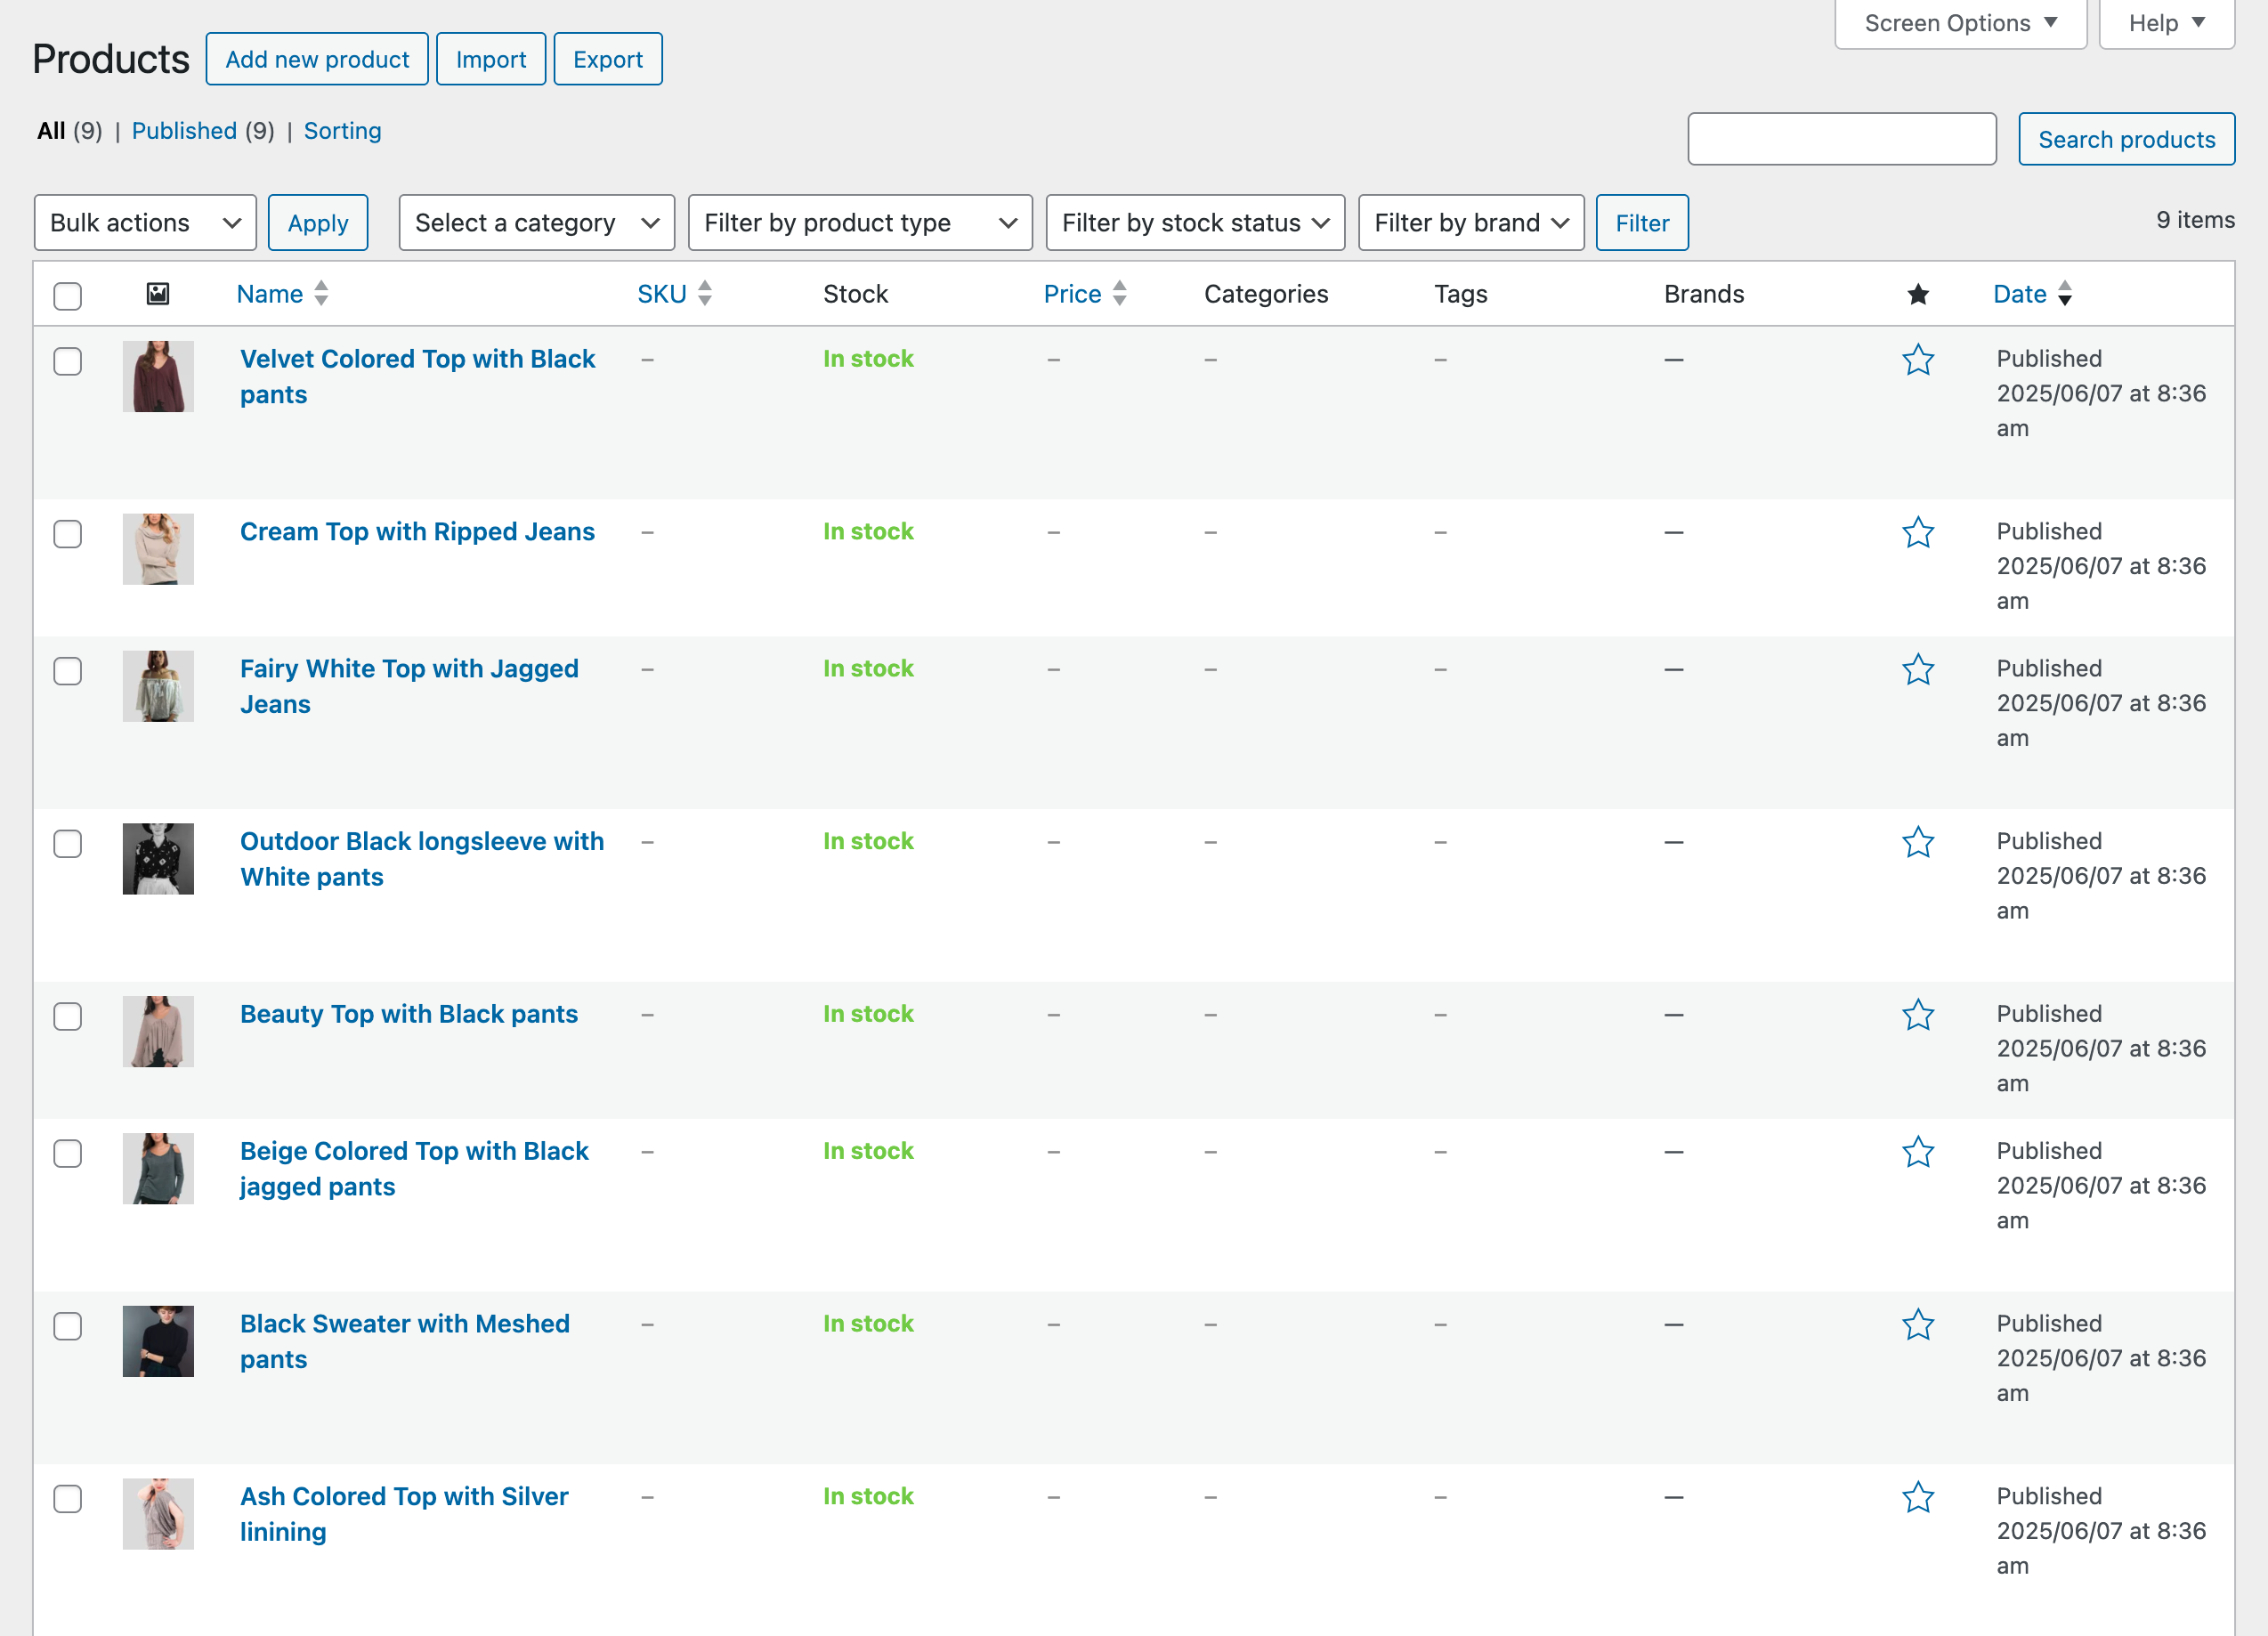 Screen Options ▼ Help ▼
Products Add new product Import Export
All (9) | Published (9) | Sorting
Search products
Bulk actions Apply Select a category Filter by product type Filter by stock status Filter by brand Filter 9 items
Name SKU Stock Price Categories Tags Brands ★ Date
Velvet Colored Top with Black – In stock – – – — Published
pants 2025/06/07 at 8:36
am
Cream Top with Ripped Jeans – In stock – – – — Published
2025/06/07 at 8:36
am
Fairy White Top with Jagged – In stock – – – — Published
Jeans 2025/06/07 at 8:36
am
Outdoor Black longsleeve with – In stock – – – — Published
White pants 2025/06/07 at 8:36
am
Beauty Top with Black pants – In stock – – – — Published
2025/06/07 at 8:36
am
Beige Colored Top with Black – In stock – – – — Published
jagged pants 2025/06/07 at 8:36
am
Black Sweater with Meshed – In stock – – – — Published
pants 2025/06/07 at 8:36
am
Ash Colored Top with Silver – In stock – – – — Published
linining 2025/06/07 at 8:36
am